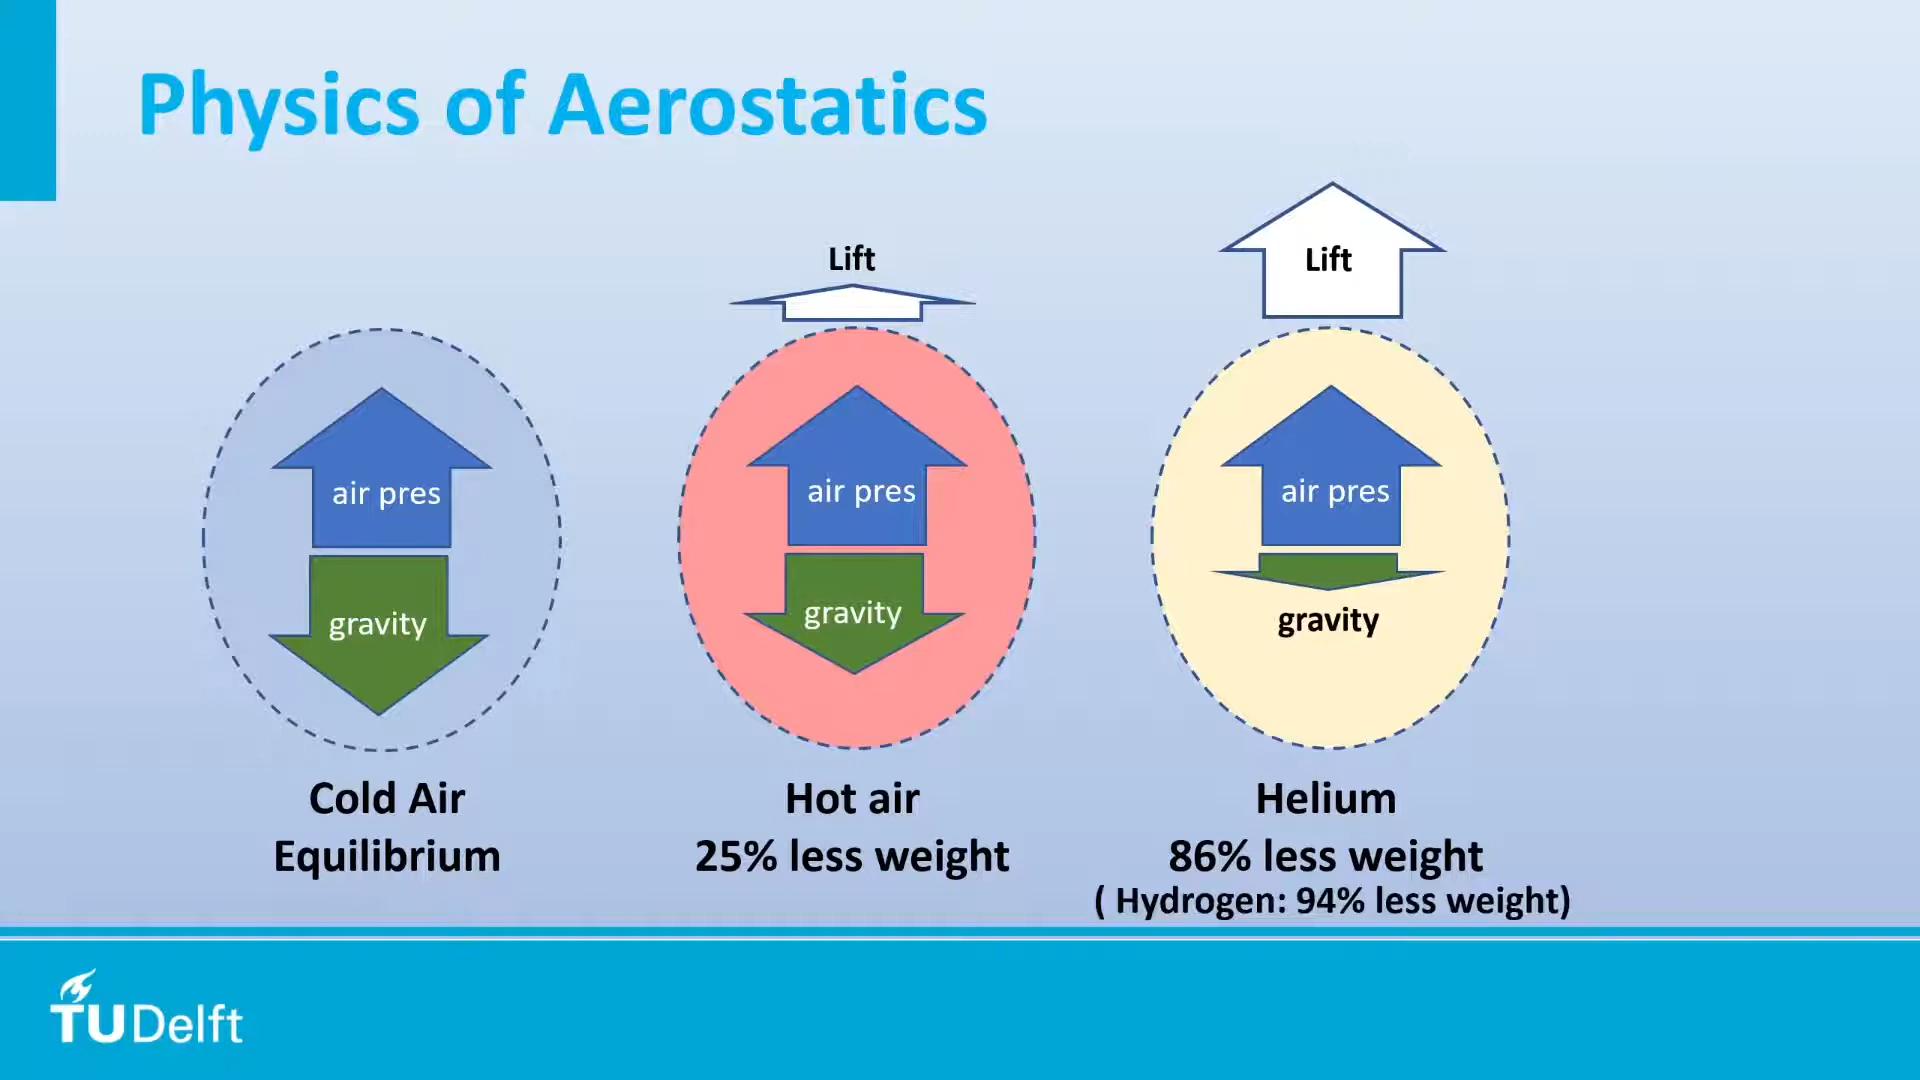 Physics of Aerostatics
Lift
Lift
air pres
air pres
air pres
gravity
gravity
gravity
Cold Air
Equilibrium
Hot air
25% less weight
Helium
86% less weight
( Hydrogen: 94% less weight)
TUDelft